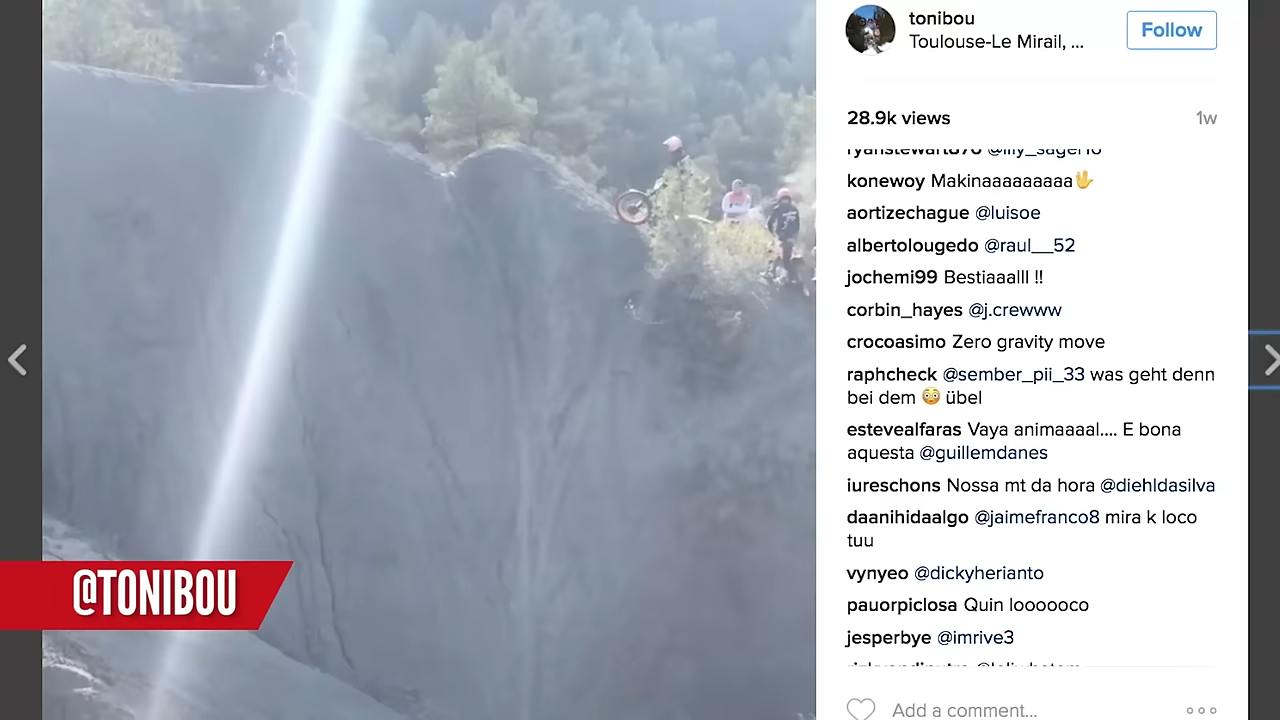 tonibou
Toulouse-Le Mirail, ...
Follow
28.9k views
1w
konewoy Makinaaaaaaaaa🖖
aortizechague @luisoe
albertolougedo @raul__52
jochemi99 Bestiaaalll !!
corbin_hayes @j.crewww
crocoasimo Zero gravity move
raphcheck @sember_pii_33 was geht denn
bei dem 😳 übel
estevealfaras Vaya animaaaal.... E bona
aquesta @guillemdanes
iureschons Nossa mt da hora @diehldasilva
daanihidaalgo @jaimefranco8 mira k loco
tuu
vynyeo @dickyherianto
pauorpiclosa Quin loooooco
jesperbye @imrive3
Add a comment...
@TONIBOU